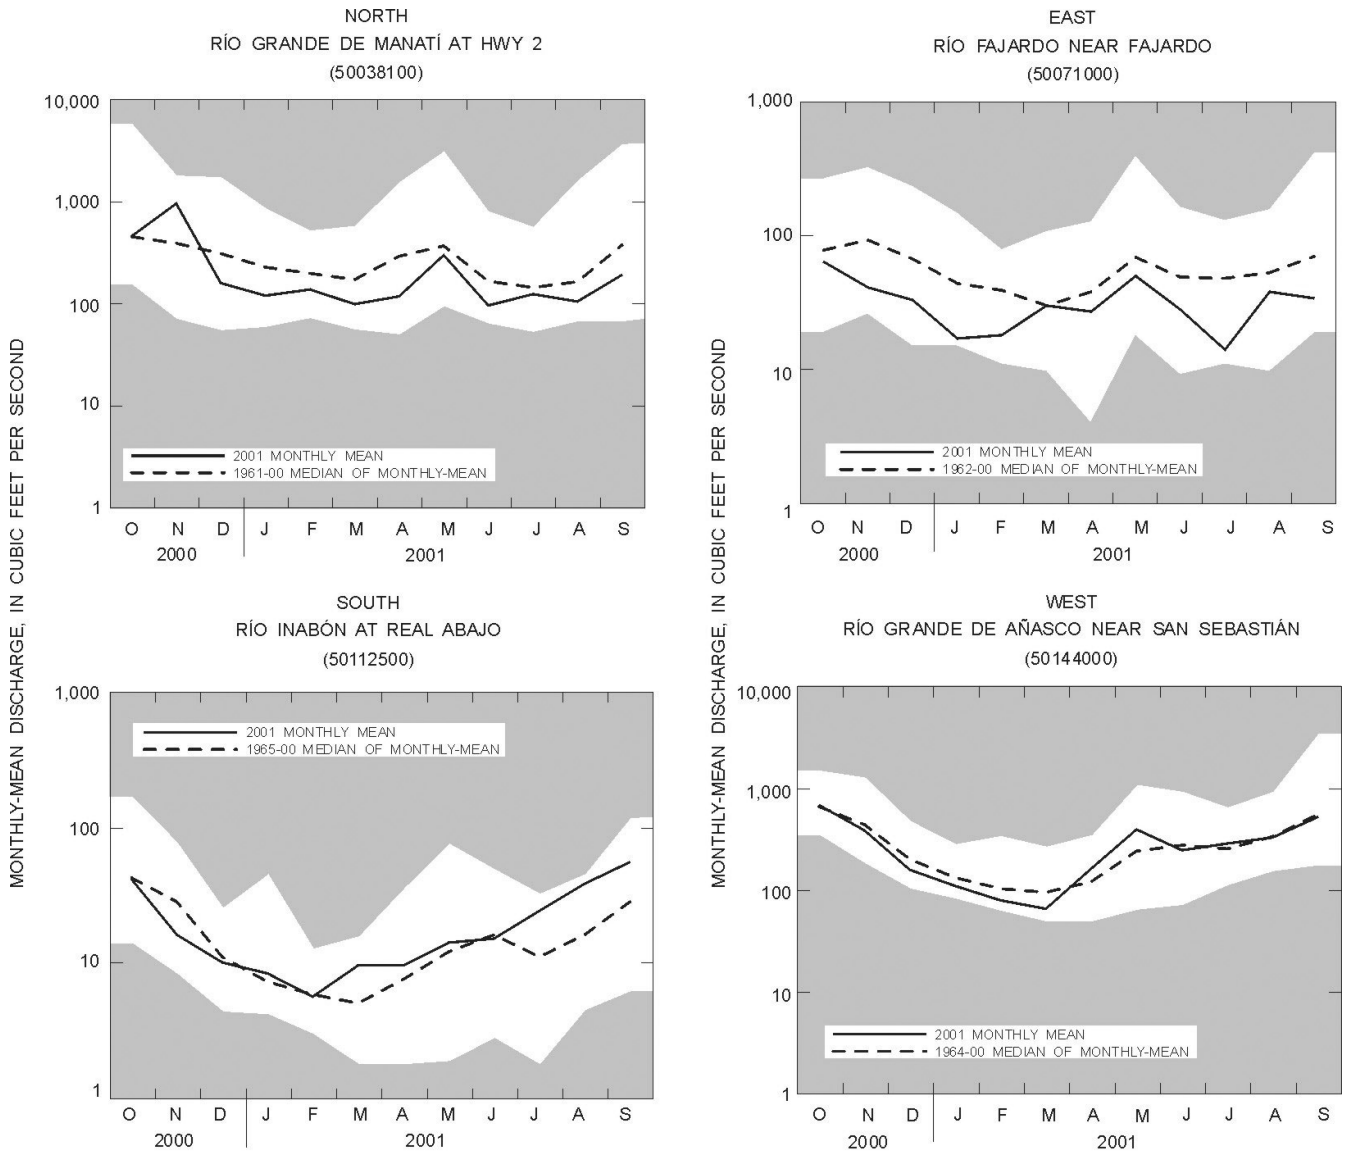 NORTH
RÍO GRANDE DE MANATÍ AT HWY 2
(50038100)
10,000
1,000
100
10
1
2001 MONTHLY MEAN
1961-00 MEDIAN OF MONTHLY-MEAN
O N D J F M A M J J A S
2000 2001
EAST
RÍO FAJARDO NEAR FAJARDO
(50071000)
1,000
100
10
1
2001 MONTHLY MEAN
1962-00 MEDIAN OF MONTHLY-MEAN
O N D J F M A M J J A S
2000 2001
MONTHLY-MEAN DISCHARGE, IN CUBIC FEET PER SECOND
MONTHLY-MEAN DISCHARGE, IN CUBIC FEET PER SECOND
SOUTH
RÍO INABÓN AT REAL ABAJO
(50112500)
1,000
100
10
1
2001 MONTHLY MEAN
1965-00 MEDIAN OF MONTHLY-MEAN
O N D J F M A M J J A S
2000 2001
WEST
RÍO GRANDE DE AÑASCO NEAR SAN SEBASTIÁN
(50144000)
10,000
1,000
100
10
1
2001 MONTHLY MEAN
1964-00 MEDIAN OF MONTHLY-MEAN
O N D J F M A M J J A S
2000 2001